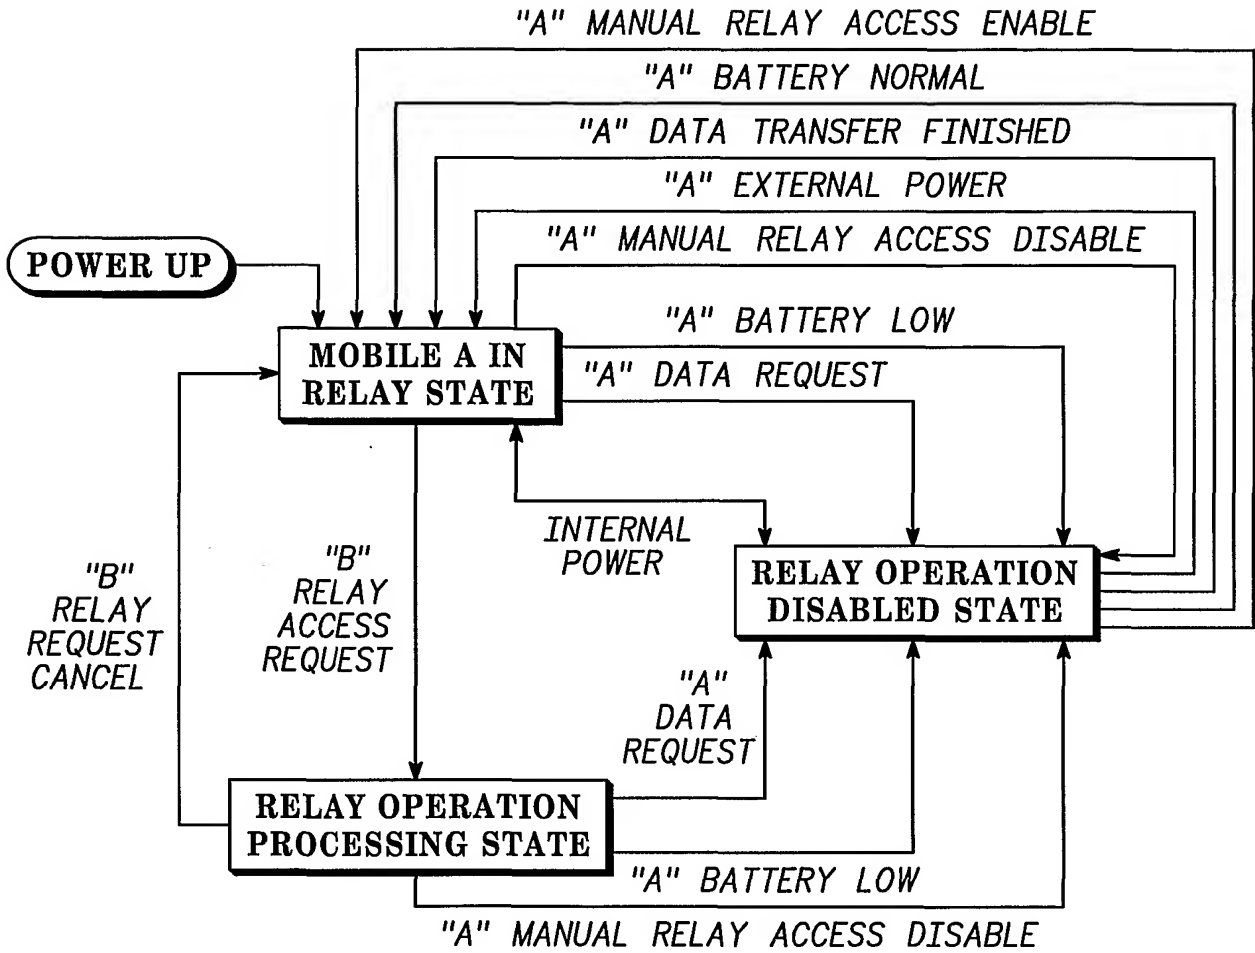 "A" MANUAL RELAY ACCESS ENABLE
"A" BATTERY NORMAL
"A" DATA TRANSFER FINISHED
"A" EXTERNAL POWER
"A" MANUAL RELAY ACCESS DISABLE
POWER UP
"A" BATTERY LOW
MOBILE A IN
RELAY STATE
"A" DATA REQUEST
INTERNAL
POWER
"B"
RELAY
REQUEST
CANCEL
"B"
RELAY
ACCESS
REQUEST
RELAY OPERATION
DISABLED STATE
"A"
DATA
REQUEST
RELAY OPERATION
PROCESSING STATE
"A" BATTERY LOW
"A" MANUAL RELAY ACCESS DISABLE